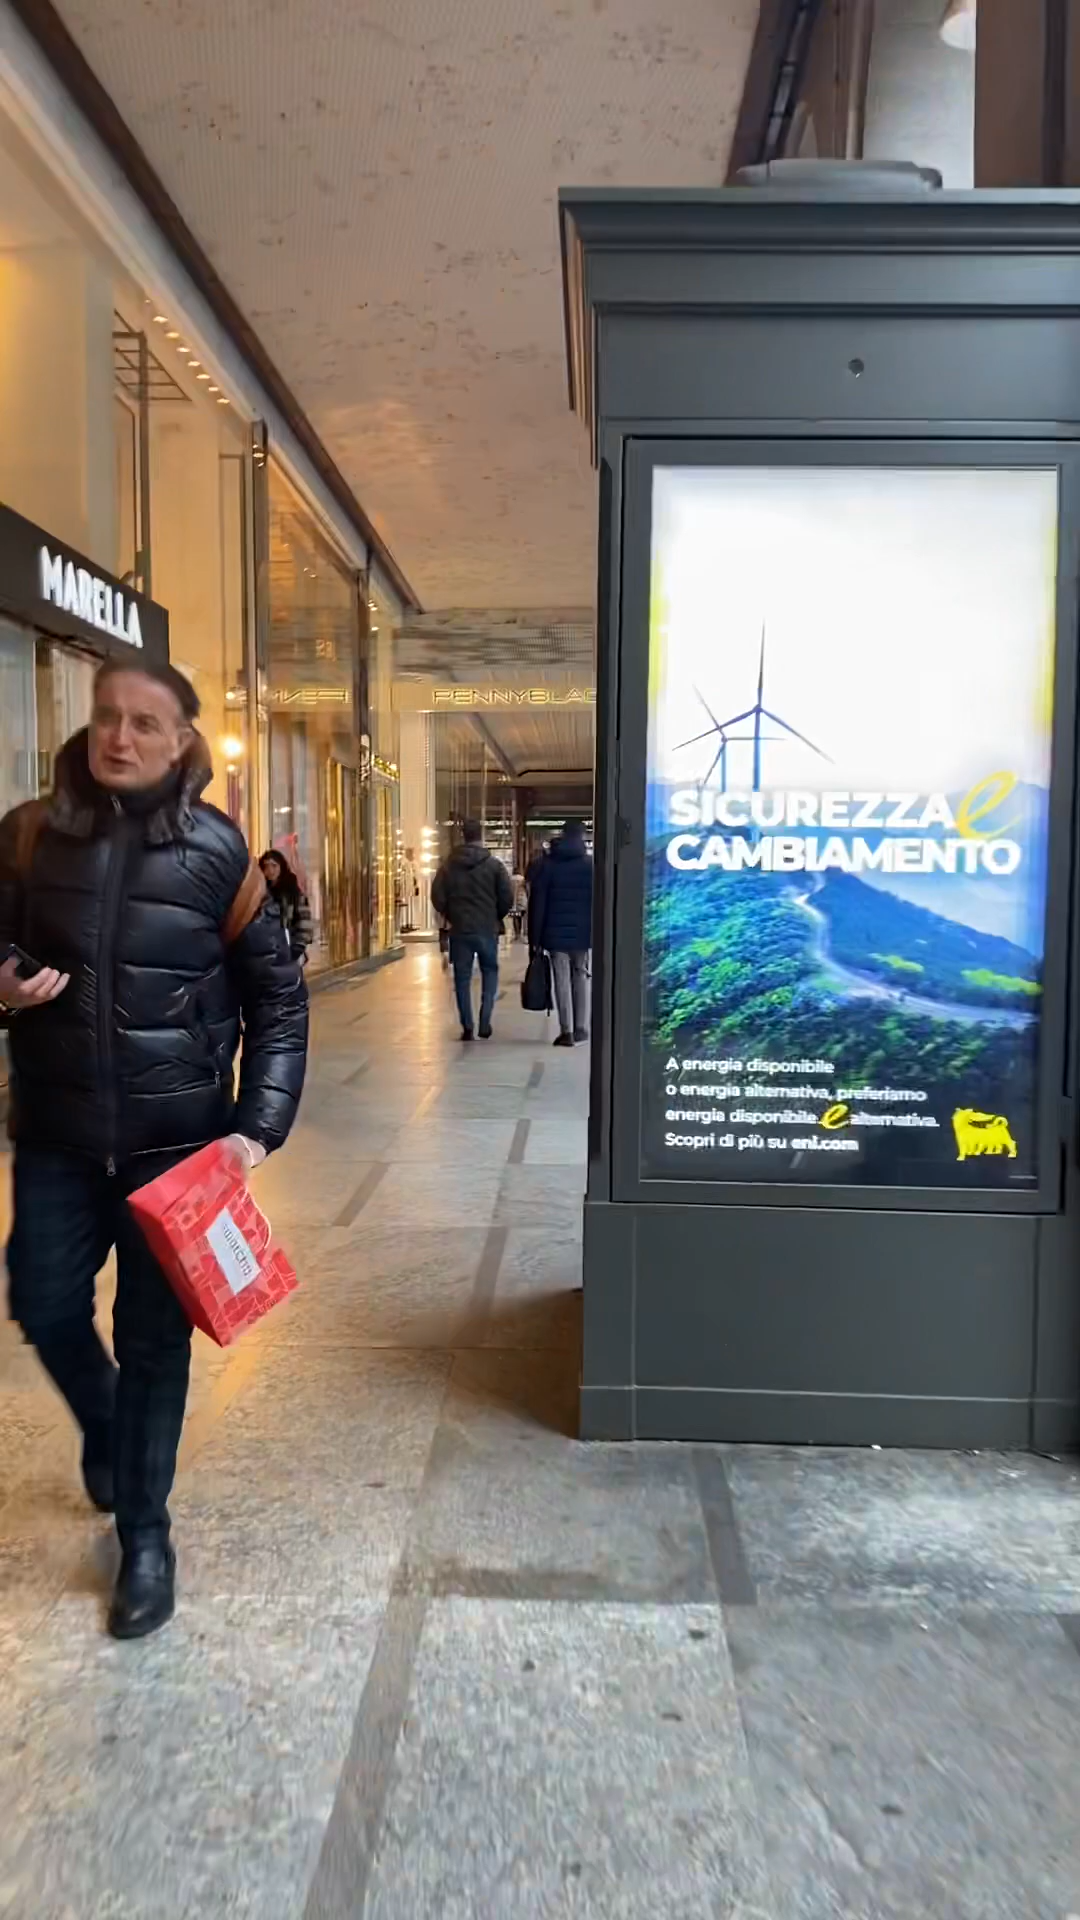 MARELLA
PENNYBLAC
SICUREZZA e
CAMBIAMENTO
A energia disponibile
o energia alternativa, preferiamo
energia disponibile e alternativa.
Scopri di più su eni.com